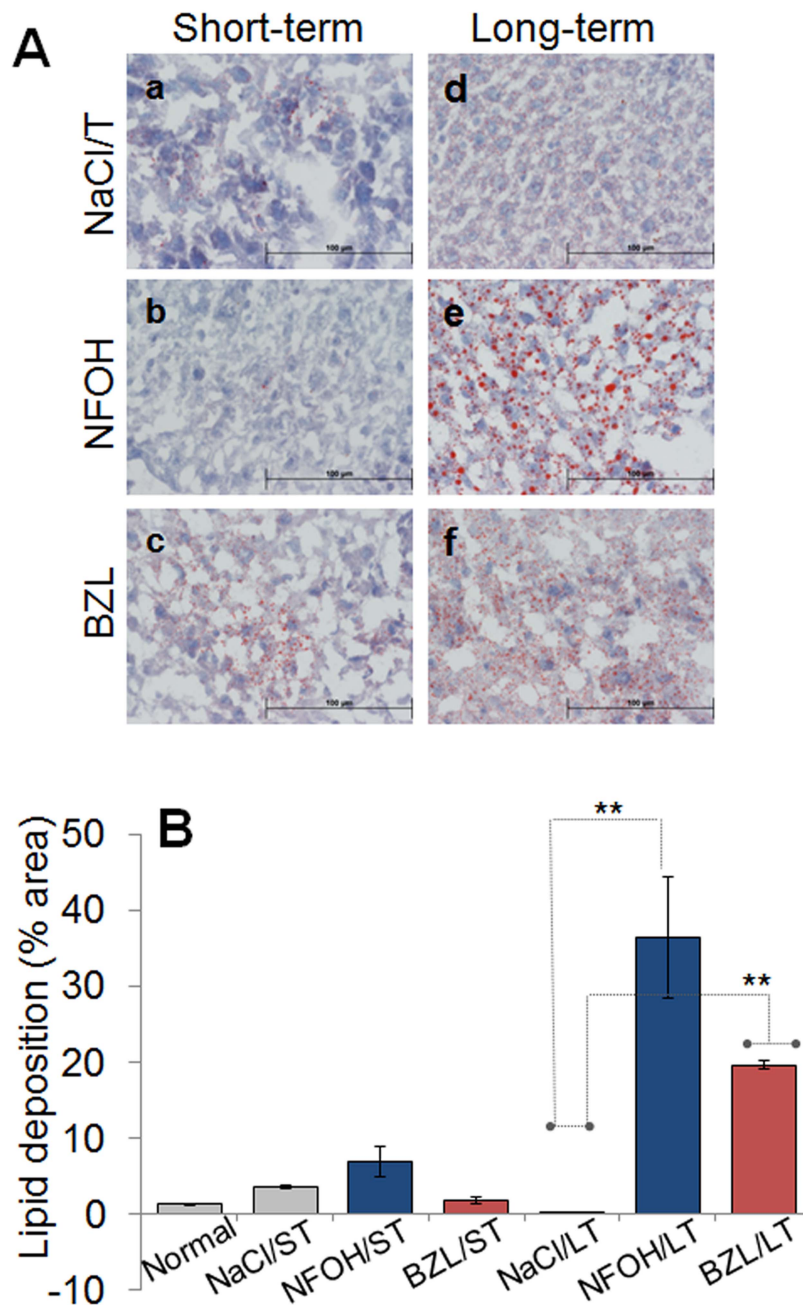 Short-term Long-term
A
NaCl/T
a
d
100 µm
100 µm
NFOH
b
e
100 µm
100 µm
BZL
c
f
100 µm
100 µm
B
Lipid deposition (% area)
50
40
30
20
10
0
-10
**
**
Normal
NaCl/ST
NFOH/ST
BZL/ST
NaCl/LT
NFOH/LT
BZL/LT